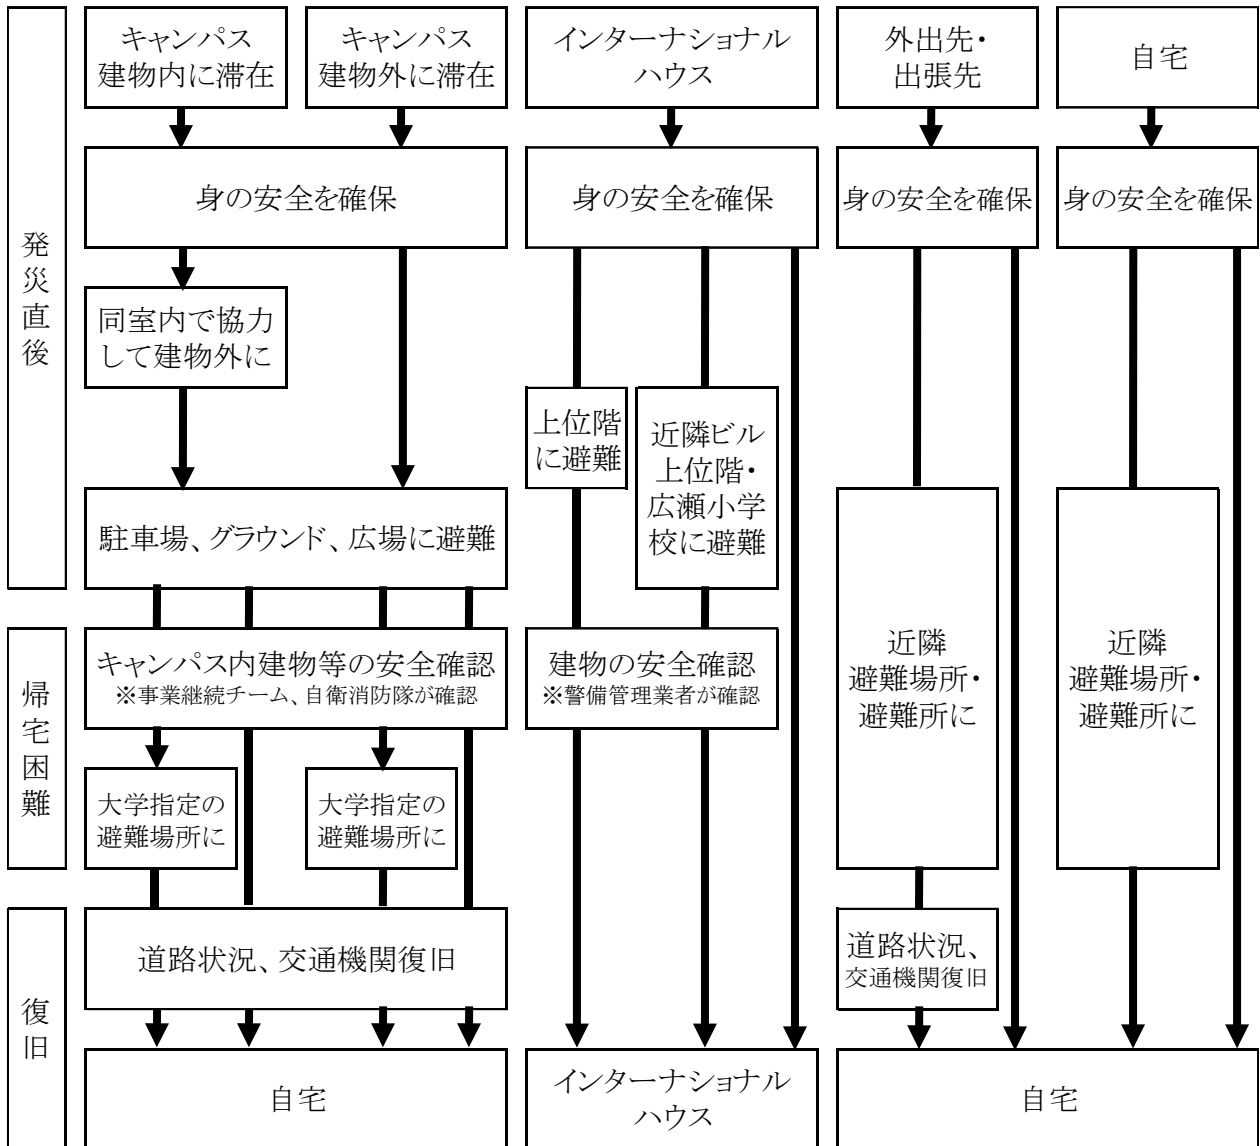 発災直後
帰宅困難
復旧
キャンパス
建物内に滞在
キャンパス
建物外に滞在
インターナショナル
ハウス
外出先・
出張先
自宅
身の安全を確保
身の安全を確保
身の安全を確保
身の安全を確保
同室内で協力
して建物外に
上位階
に避難
近隣ビル
上位階・
広瀬小学
校に避難
駐車場、グラウンド、広場に避難
キャンパス内建物等の安全確認
※事業継続チーム、自衛消防隊が確認
建物の安全確認
※警備管理業者が確認
近隣
避難場所・
避難所に
近隣
避難場所・
避難所に
大学指定の
避難場所に
大学指定の
避難場所に
道路状況、交通機関復旧
道路状況、
交通機関復旧
自宅
インターナショナル
ハウス
自宅